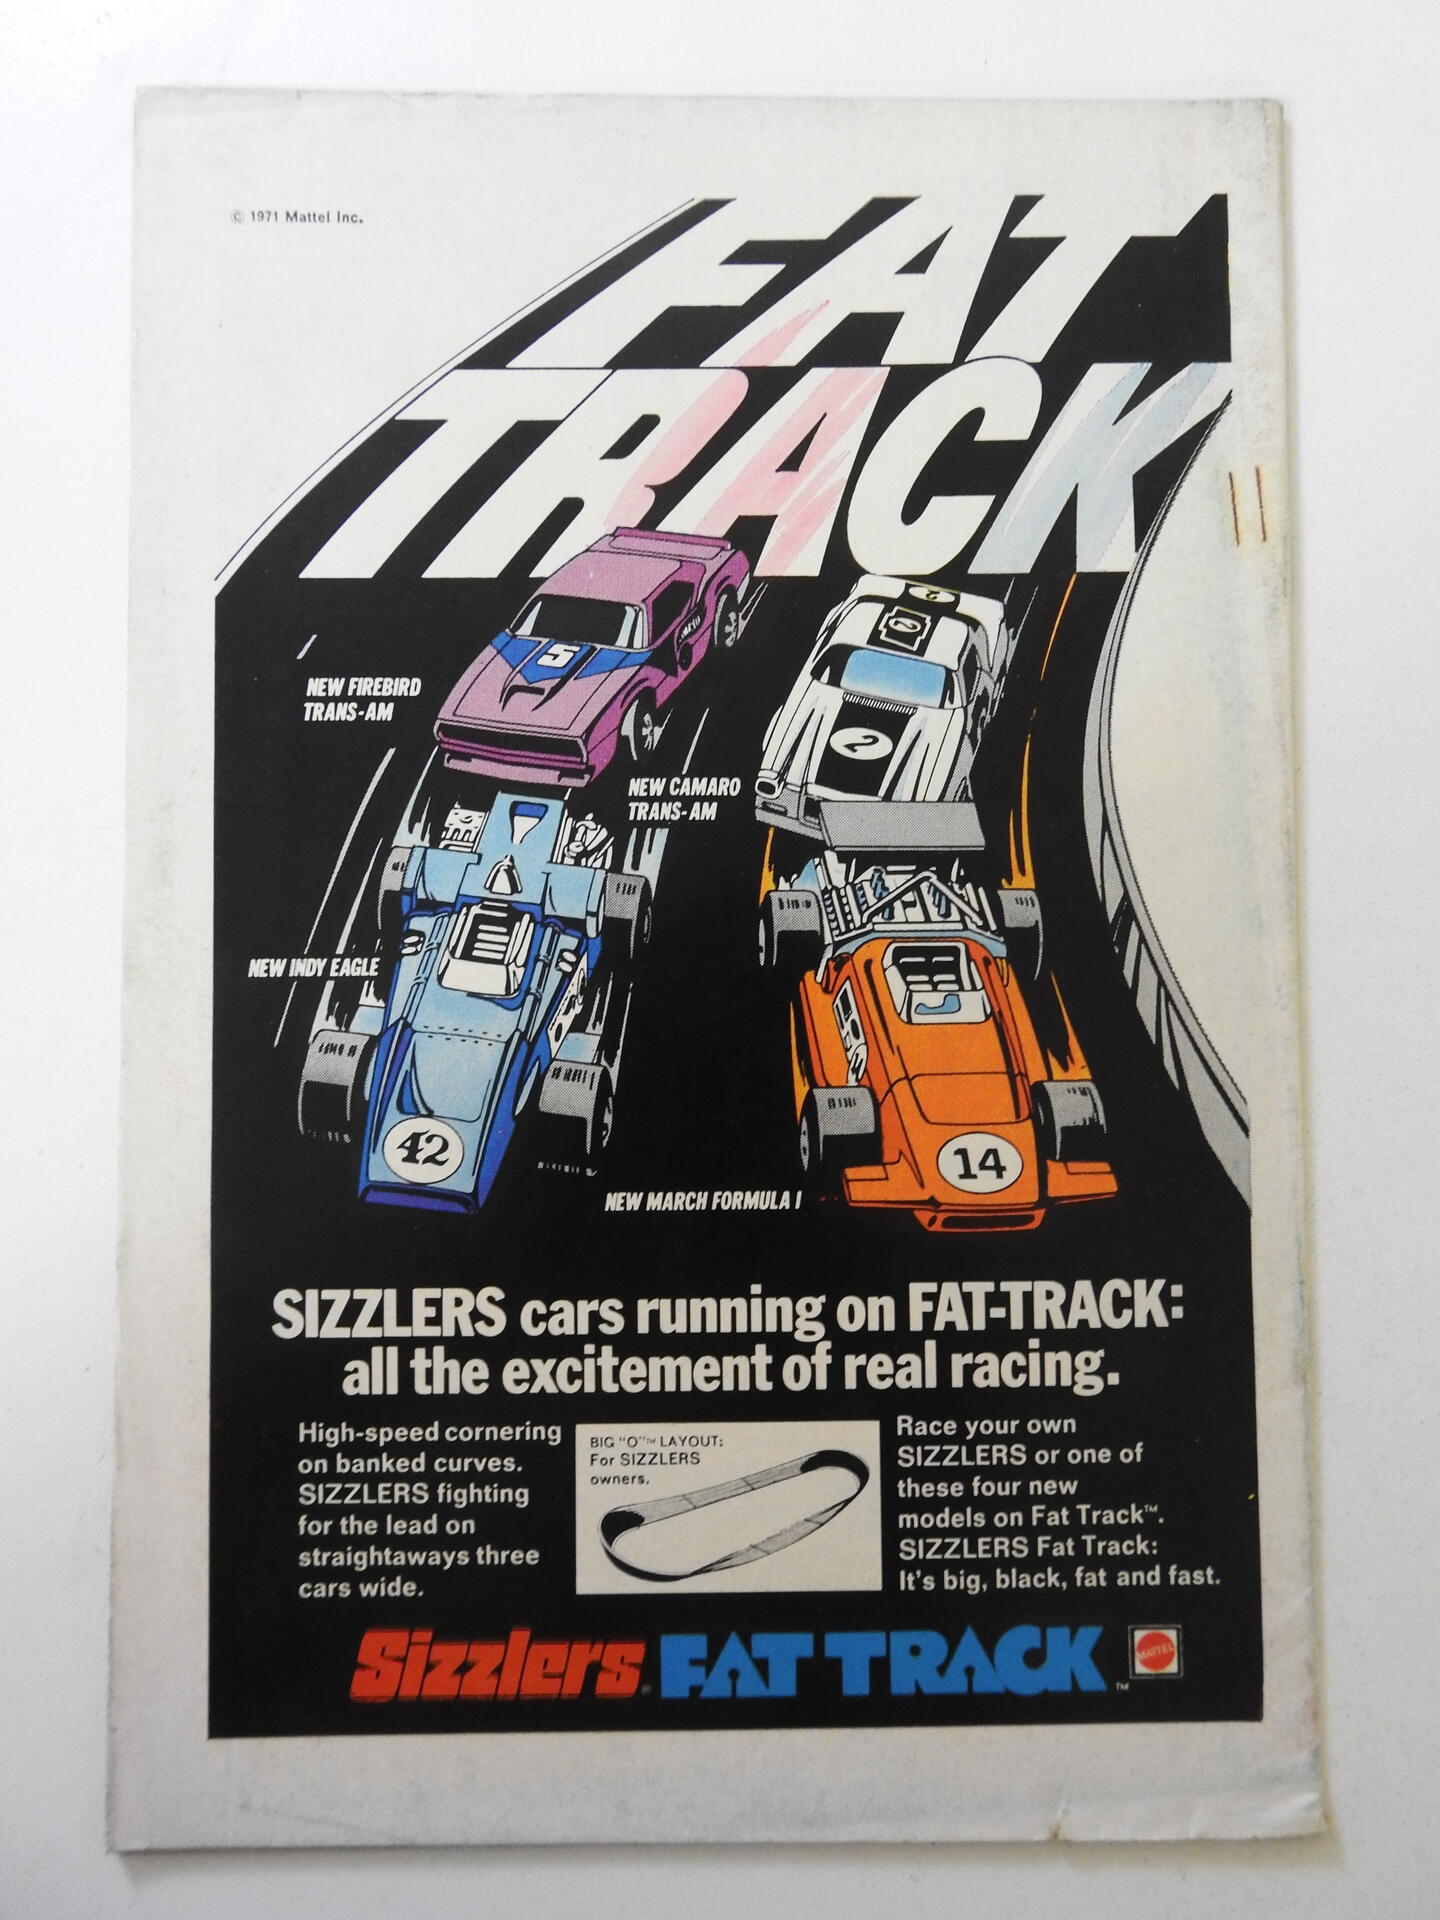 © 1971 Mattel Inc.
FAT
TRACK
5
2
2
2
NEW FIREBIRD
TRANS-AM
NEW CAMARO
TRANS-AM
NEW INDY EAGLE
42
14
NEW MARCH FORMULA I
SIZZLERS cars running on FAT-TRACK:
all the excitement of real racing.
High-speed cornering
on banked curves.
SIZZLERS fighting
for the lead on
straightaways three
cars wide.
BIG "O"™ LAYOUT:
For SIZZLERS
owners.
Race your own
SIZZLERS or one of
these four new
models on Fat Track™.
SIZZLERS Fat Track:
It's big, black, fat and fast.
Sizzlers® FAT TRACK™ MATTEL